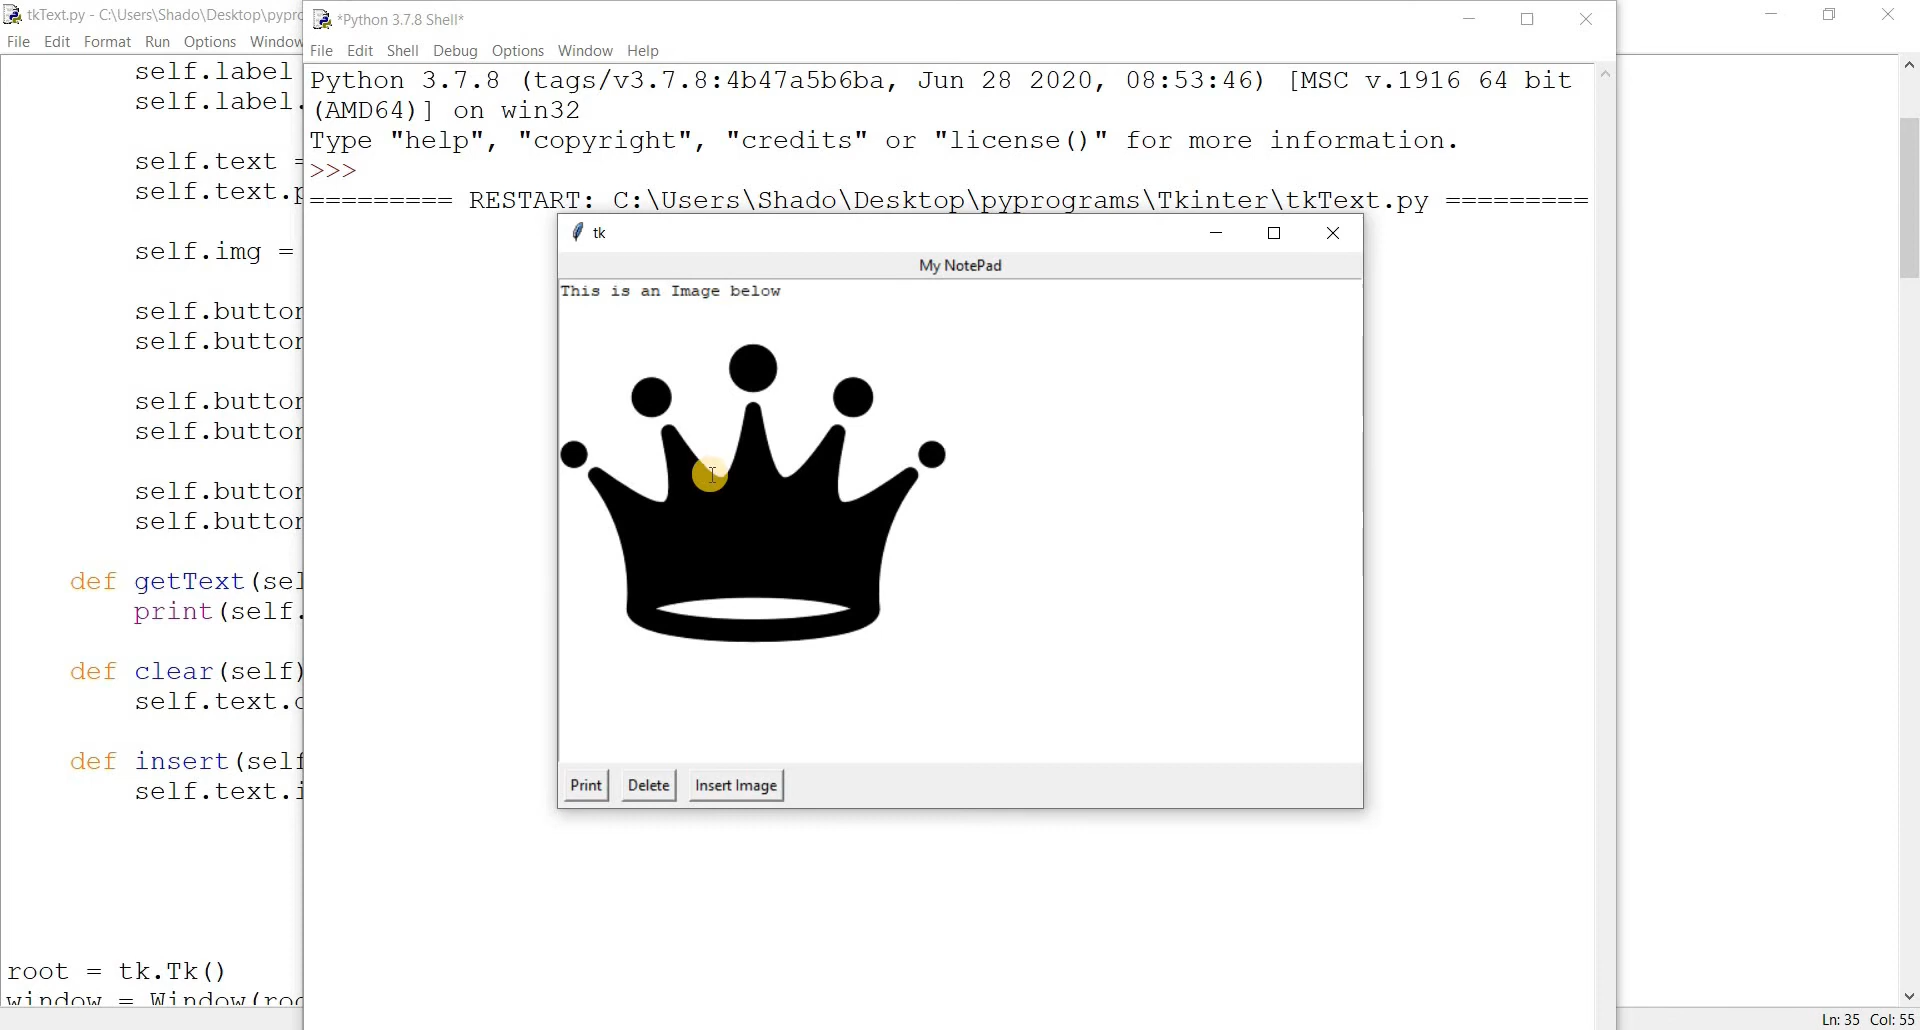 tkText.py - C:\Users\Shado\Desktop\pypro
File Edit Format Run Options Window
self.label
self.label.
self.text =
self.text.p
self.img =
self.button
self.button
self.button
self.button
self.button
self.button
def getText(sel
print(self.
def clear(self)
self.text.
def insert(self
self.text.i
root = tk.Tk()
window = Window(roo
*Python 3.7.8 Shell*
File Edit Shell Debug Options Window Help
Python 3.7.8 (tags/v3.7.8:4b47a5b6ba, Jun 28 2020, 08:53:46) [MSC v.1916 64 bit
(AMD64)] on win32
Type "help", "copyright", "credits" or "license()" for more information.
>>>
========= RESTART: C:\Users\Shado\Desktop\pyprograms\Tkinter\tkText.py =========
tk
My NotePad
This is an Image below
Print Delete Insert Image
Ln: 35 Col: 55